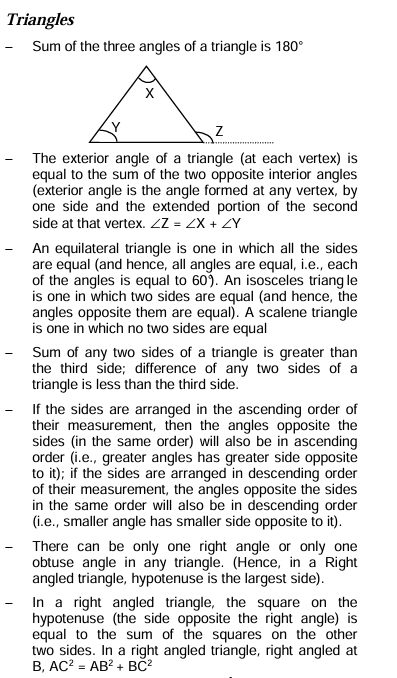 Triangles
– Sum of the three angles of a triangle is 180°
X
Y
Z
– The exterior angle of a triangle (at each vertex) is
equal to the sum of the two opposite interior angles
(exterior angle is the angle formed at any vertex, by
one side and the extended portion of the second
side at that vertex. ∠Z = ∠X + ∠Y
– An equilateral triangle is one in which all the sides
are equal (and hence, all angles are equal, i.e., each
of the angles is equal to 60°). An isosceles triangle
is one in which two sides are equal (and hence, the
angles opposite them are equal). A scalene triangle
is one in which no two sides are equal
– Sum of any two sides of a triangle is greater than
the third side; difference of any two sides of a
triangle is less than the third side.
– If the sides are arranged in the ascending order of
their measurement, then the angles opposite the
sides (in the same order) will also be in ascending
order (i.e., greater angles has greater side opposite
to it); if the sides are arranged in descending order
of their measurement, the angles opposite the sides
in the same order will also be in descending order
(i.e., smaller angle has smaller side opposite to it).
– There can be only one right angle or only one
obtuse angle in any triangle. (Hence, in a Right
angled triangle, hypotenuse is the largest side).
– In a right angled triangle, the square on the
hypotenuse (the side opposite the right angle) is
equal to the sum of the squares on the other
two sides. In a right angled triangle, right angled at
B, AC² = AB² + BC²